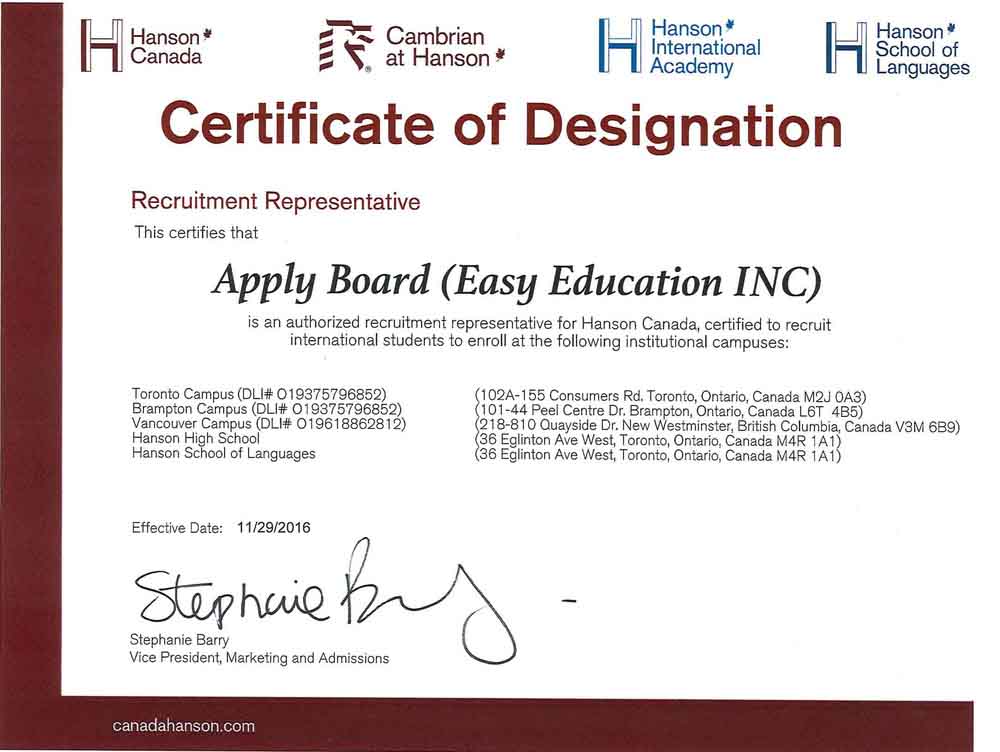 Hanson
Canada
Cambrian
at Hanson
®
Hanson
International
Academy
Hanson
School of
Languages
Certificate of Designation
Recruitment Representative
This certifies that
Apply Board (Easy Education INC)
is an authorized recruitment representative for Hanson Canada, certified to recruit
international students to enroll at the following institutional campuses:
Toronto Campus (DLI# O19375796852) (102A-155 Consumers Rd. Toronto, Ontario, Canada M2J 0A3)
Brampton Campus (DLI# O19375796852) (101-44 Peel Centre Dr. Brampton, Ontario, Canada L6T 4B5)
Vancouver Campus (DLI# O19618862812) (218-810 Quayside Dr. New Westminster, British Columbia, Canada V3M 6B9)
Hanson High School (36 Eglinton Ave West, Toronto, Ontario, Canada M4R 1A1)
Hanson School of Languages (36 Eglinton Ave West, Toronto, Ontario, Canada M4R 1A1)
Effective Date: 11/29/2016
Stephanie Barry
Stephanie Barry
Vice President, Marketing and Admissions
canadahanson.com